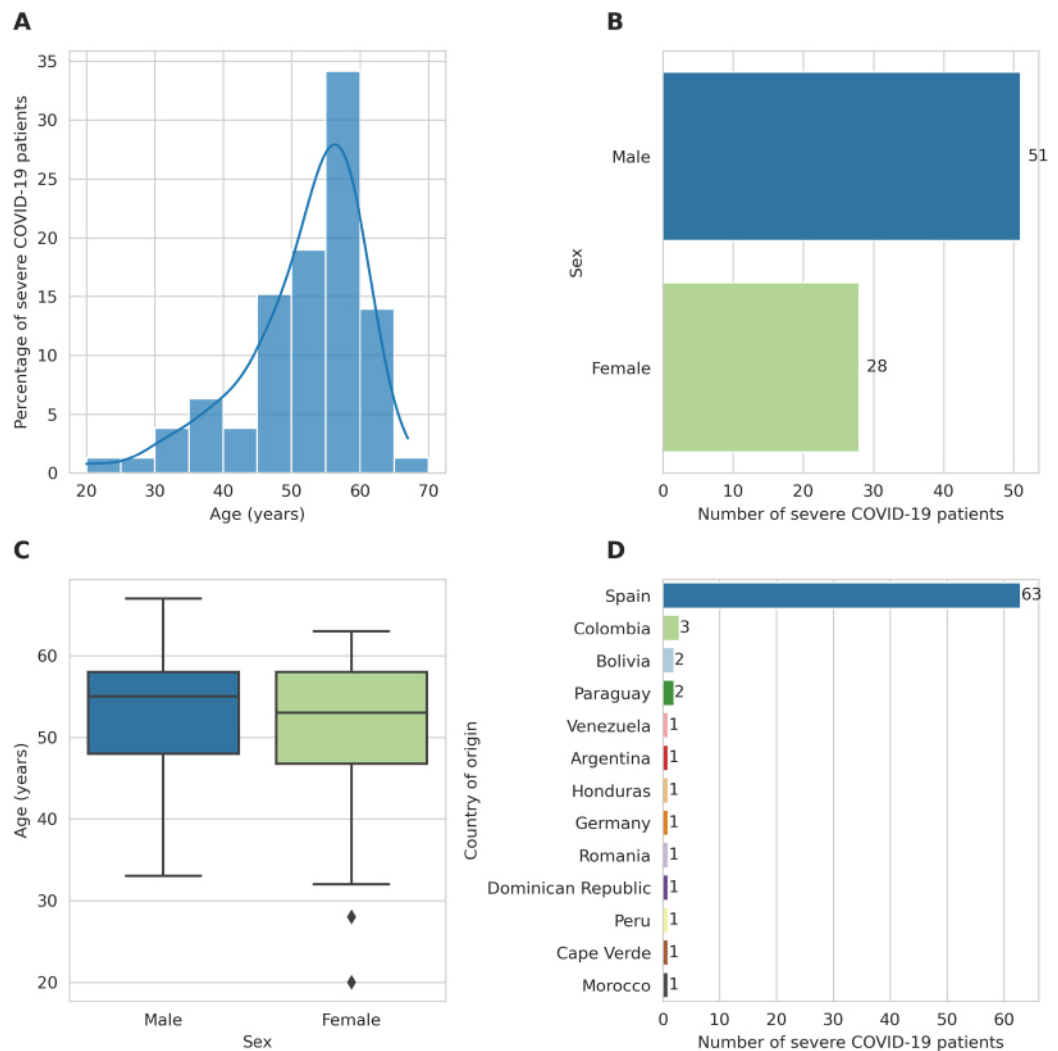 A
Percentage of severe COVID-19 patients
35
30
25
20
15
10
5
0
20 30 40 50 60 70
Age (years)
B
Sex
Male 51
Female 28
0 10 20 30 40 50
Number of severe COVID-19 patients
C
Age (years)
60
50
40
30
20
Male Female
Sex
D
Country of origin
Spain 63
Colombia 3
Bolivia 2
Paraguay 2
Venezuela 1
Argentina 1
Honduras 1
Germany 1
Romania 1
Dominican Republic 1
Peru 1
Cape Verde 1
Morocco 1
0 10 20 30 40 50 60
Number of severe COVID-19 patients